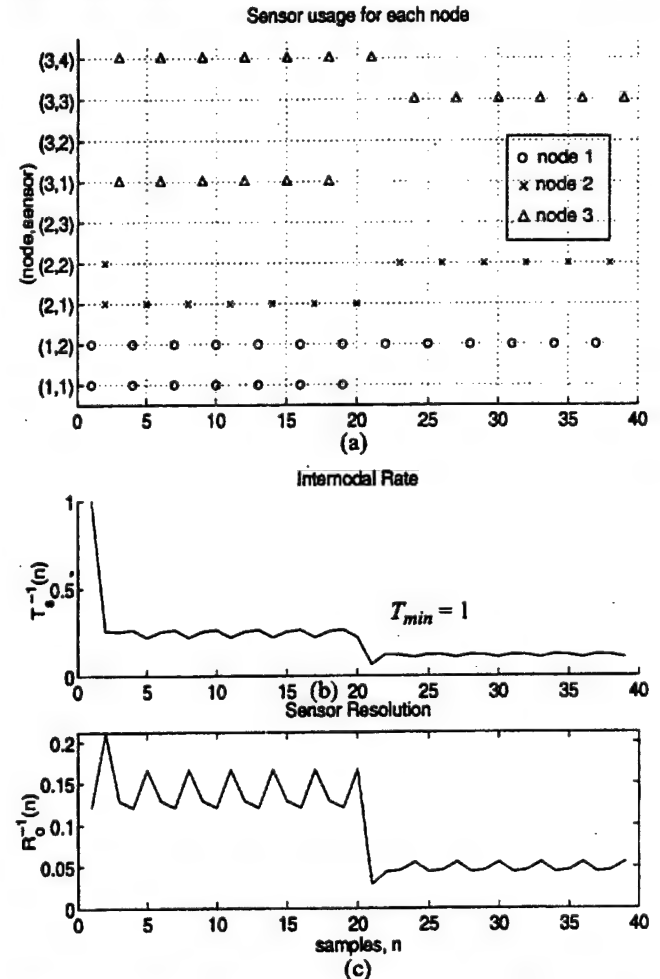 Sensor usage for each node
(node,sensor)
(3,4)
(3,3)
(3,2)
(3,1)
(2,3)
(2,2)
(2,1)
(1,2)
(1,1)
o node 1
× node 2
△ node 3
0 5 10 15 20 25 30 35 40
(a)
Internodal Rate
T_s^-1(n)
1
0.5
0
T_min = 1
0 5 10 15 20 25 30 35 40
(b)
Sensor Resolution
R_o^-1(n)
0.2
0.15
0.1
0.05
0
0 5 10 15 20 25 30 35 40
samples, n
(c)